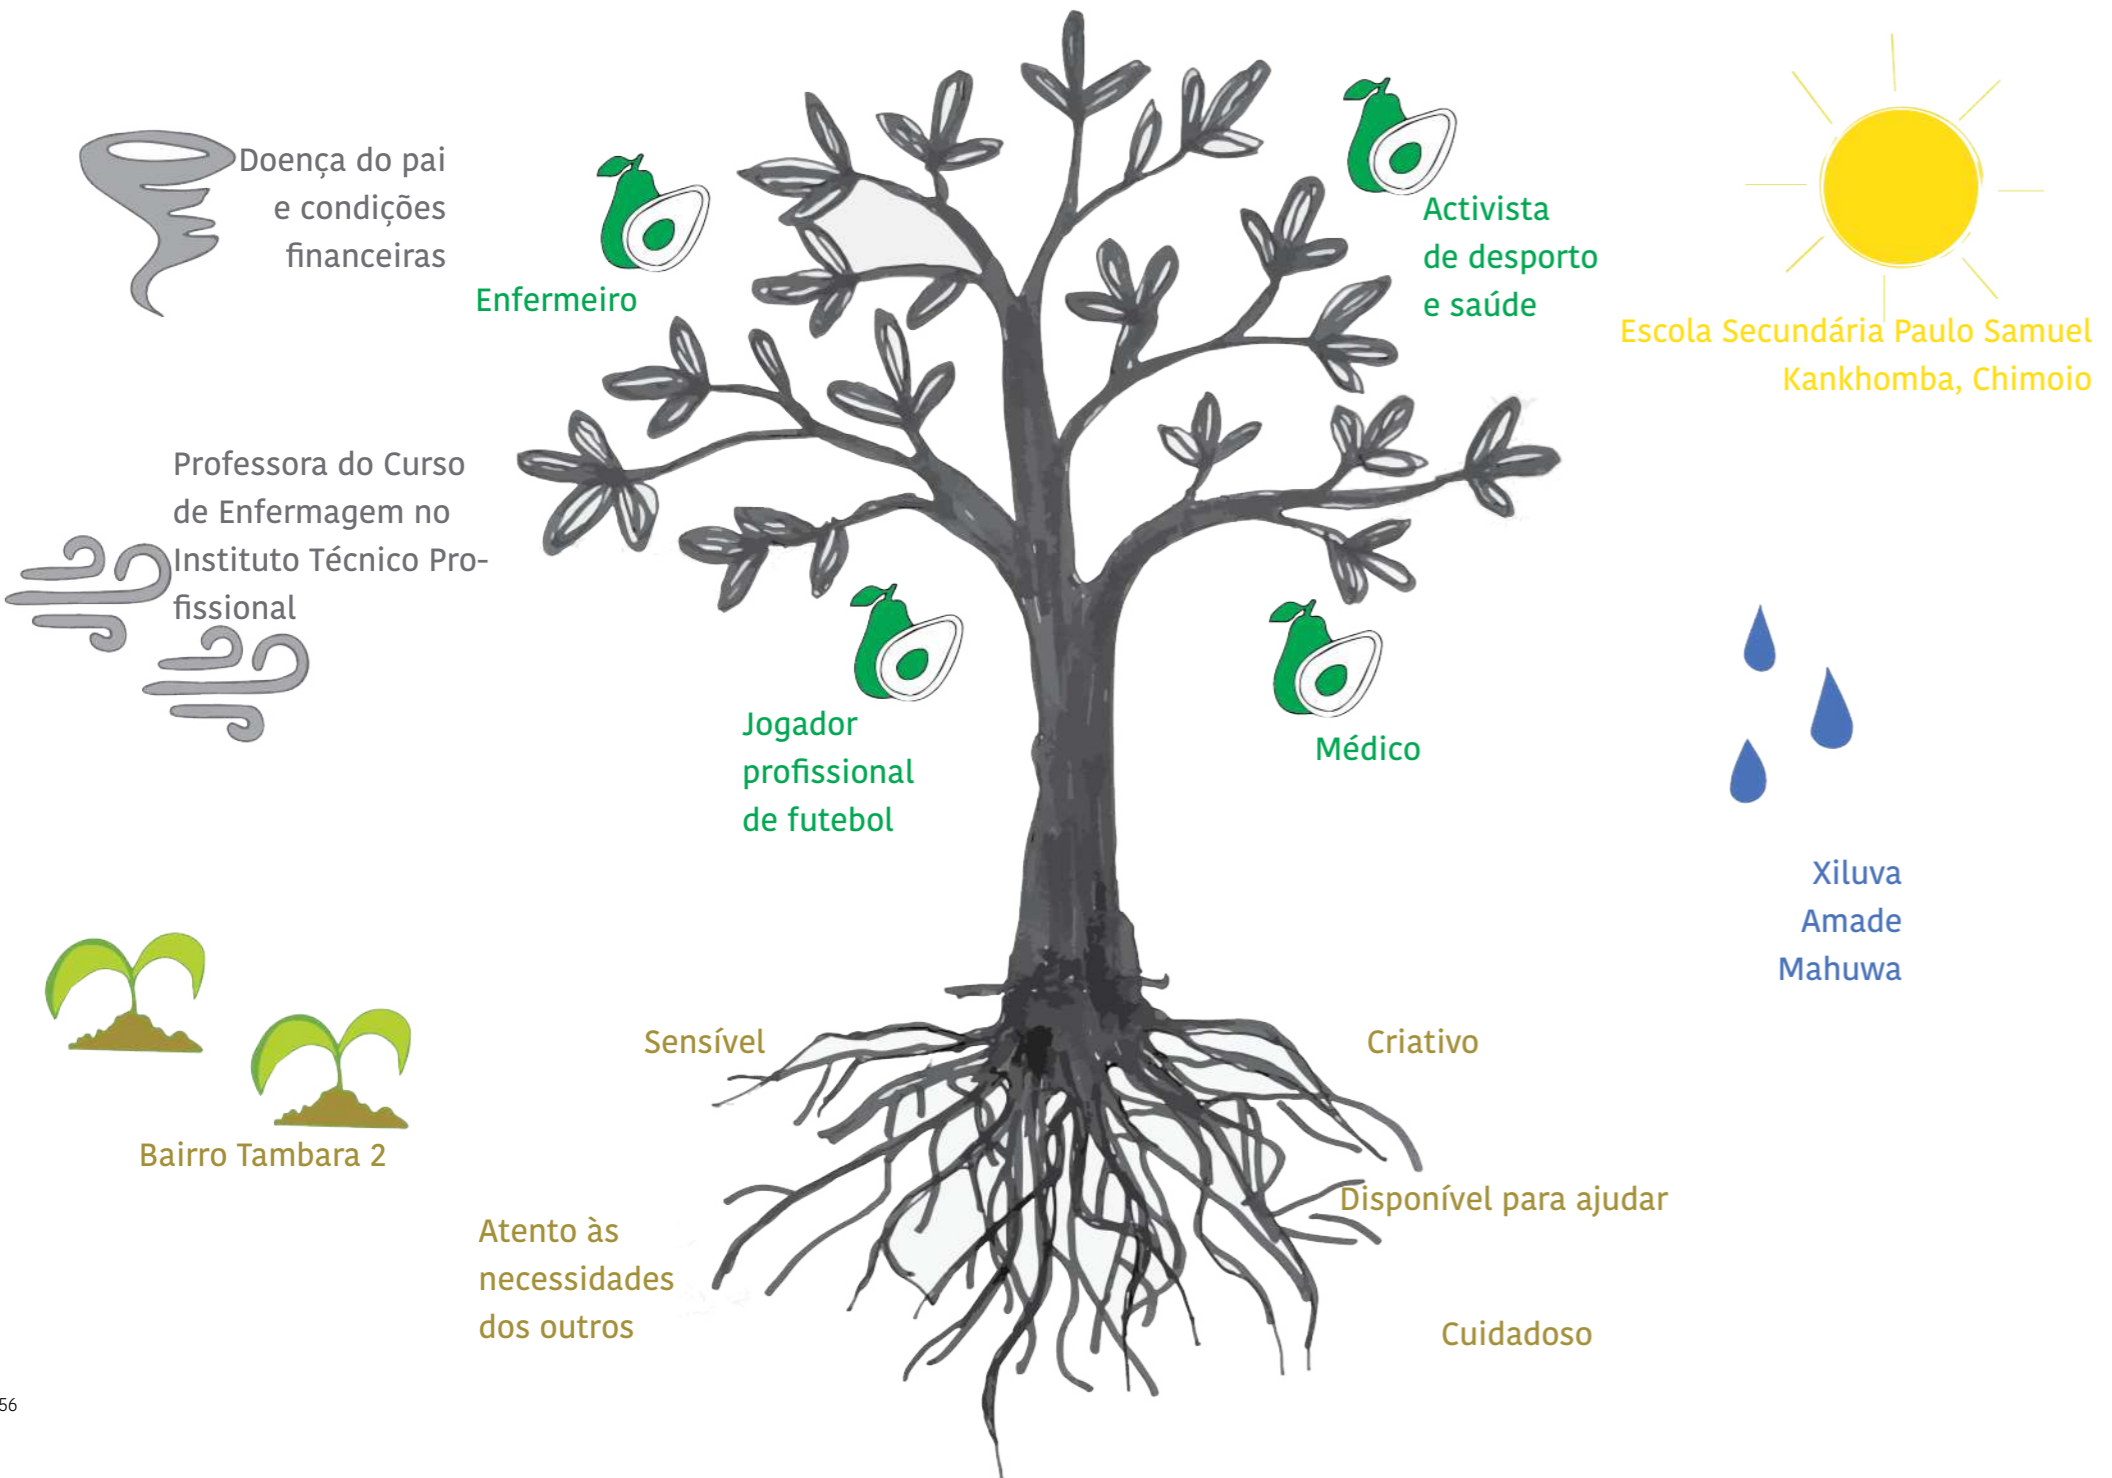 Doença do pai
e condições
financeiras
Enfermeiro
Activista
de desporto
e saúde
Escola Secundária Paulo Samuel
Kankhomba, Chimoio
Professora do Curso
de Enfermagem no
Instituto Técnico Pro-
fissional
Jogador
profissional
de futebol
Médico
Xiluva
Amade
Mahuwa
Sensível
Criativo
Bairro Tambara 2
Disponível para ajudar
Atento às
necessidades
dos outros
Cuidadoso
56